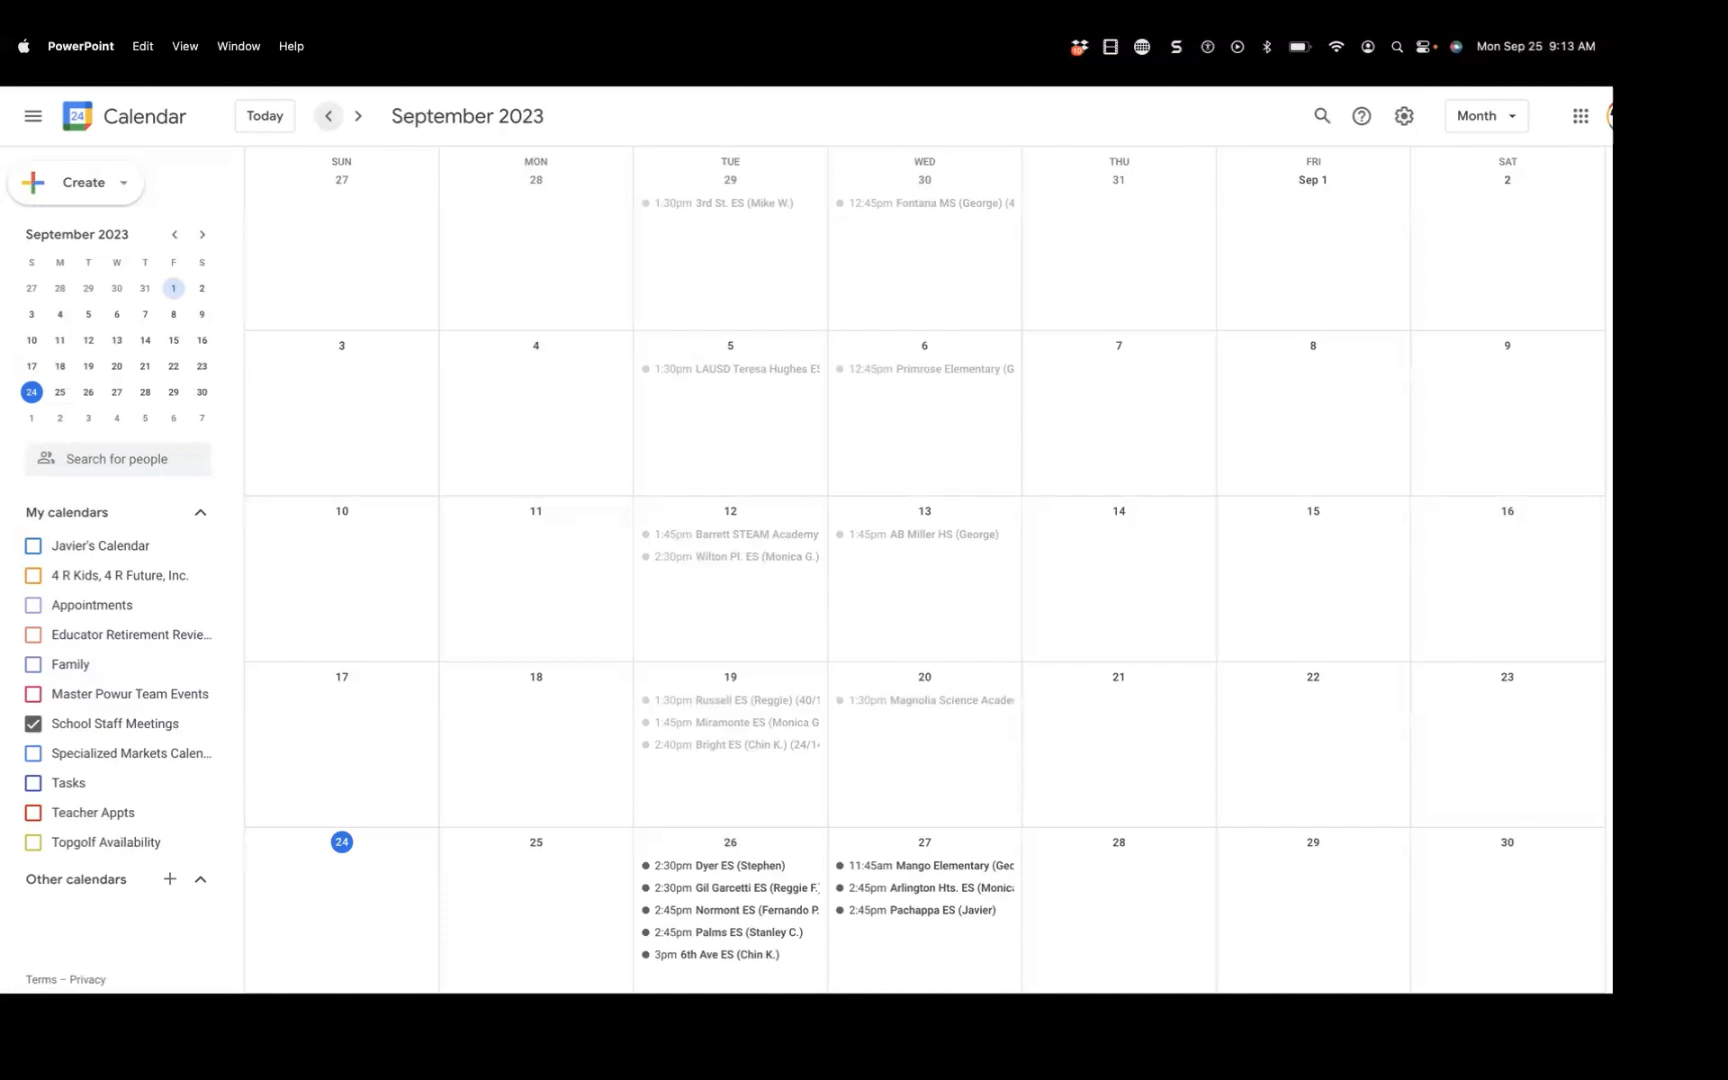 PowerPoint Edit View Window Help
Mon Sep 25 9:13 AM
24 Calendar Today September 2023 Month
Create
September 2023
S M T W T F S
27 28 29 30 31 1 2
3 4 5 6 7 8 9
10 11 12 13 14 15 16
17 18 19 20 21 22 23
24 25 26 27 28 29 30
1 2 3 4 5 6 7
Search for people
My calendars
Javier's Calendar
4 R Kids, 4 R Future, Inc.
Appointments
Educator Retirement Revie...
Family
Master Powur Team Events
School Staff Meetings
Specialized Markets Calen...
Tasks
Teacher Appts
Topgolf Availability
Other calendars
Terms – Privacy
SUN MON TUE WED THU FRI SAT
27 28 29 30 31 Sep 1 2
1:30pm 3rd St. ES (Mike W.)
12:45pm Fontana MS (George) (4
3 4 5 6 7 8 9
1:30pm LAUSD Teresa Hughes ES
12:45pm Primrose Elementary (G
10 11 12 13 14 15 16
1:45pm Barrett STEAM Academy
2:30pm Wilton Pl. ES (Monica G.)
1:45pm AB Miller HS (George)
17 18 19 20 21 22 23
1:30pm Russell ES (Reggie) (40/1
1:45pm Miramonte ES (Monica G
2:40pm Bright ES (Chin K.) (24/1
1:30pm Magnolia Science Acade
24 25 26 27 28 29 30
2:30pm Dyer ES (Stephen)
2:30pm Gil Garcetti ES (Reggie F.
2:45pm Normont ES (Fernando P.
2:45pm Palms ES (Stanley C.)
3pm 6th Ave ES (Chin K.)
11:45am Mango Elementary (Geo
2:45pm Arlington Hts. ES (Monica
2:45pm Pachappa ES (Javier)